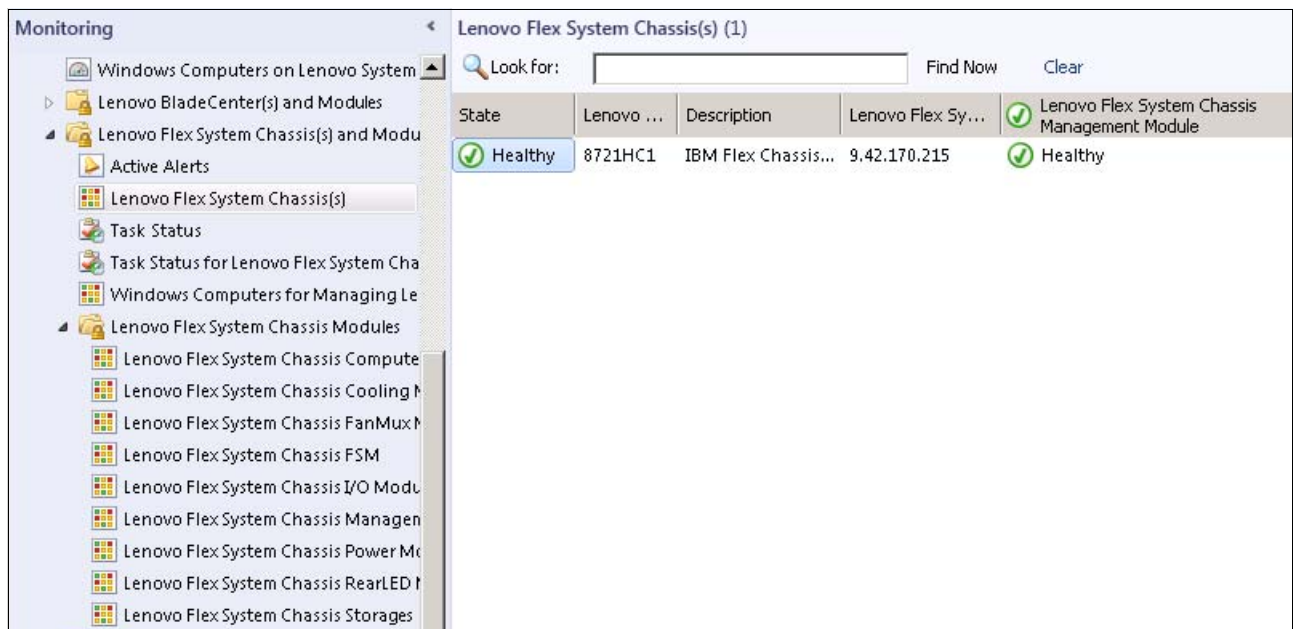 Monitoring
Windows Computers on Lenovo System
Lenovo BladeCenter(s) and Modules
Lenovo Flex System Chassis(s) and Modu
Active Alerts
Lenovo Flex System Chassis(s)
Task Status
Task Status for Lenovo Flex System Cha
Windows Computers for Managing Le
Lenovo Flex System Chassis Modules
Lenovo Flex System Chassis Compute
Lenovo Flex System Chassis Cooling M
Lenovo Flex System Chassis FanMux M
Lenovo Flex System Chassis FSM
Lenovo Flex System Chassis I/O Modu
Lenovo Flex System Chassis Managen
Lenovo Flex System Chassis Power Mo
Lenovo Flex System Chassis RearLED M
Lenovo Flex System Chassis Storages
Lenovo Flex System Chassis(s) (1)
Look for: Find Now Clear
State Lenovo ... Description Lenovo Flex Sy... Lenovo Flex System Chassis
Management Module
Healthy 8721HC1 IBM Flex Chassis... 9.42.170.215 Healthy